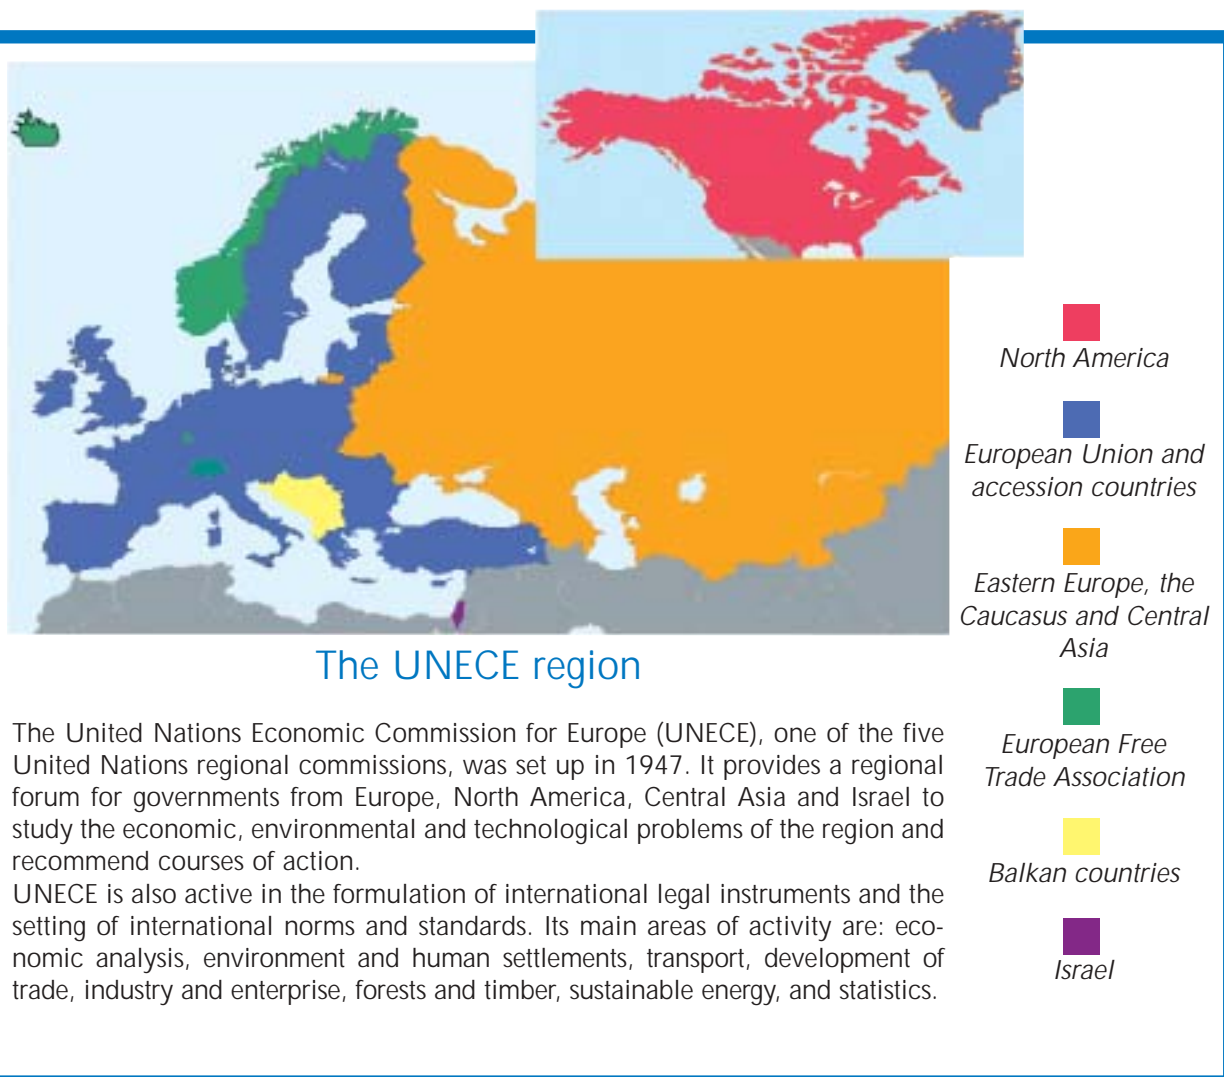 North America
European Union and
accession countries
Eastern Europe, the
Caucasus and Central
Asia
European Free
Trade Association
Balkan countries
Israel
The UNECE region
The United Nations Economic Commission for Europe (UNECE), one of the five
United Nations regional commissions, was set up in 1947. It provides a regional
forum for governments from Europe, North America, Central Asia and Israel to
study the economic, environmental and technological problems of the region and
recommend courses of action.
UNECE is also active in the formulation of international legal instruments and the
setting of international norms and standards. Its main areas of activity are: eco-
nomic analysis, environment and human settlements, transport, development of
trade, industry and enterprise, forests and timber, sustainable energy, and statistics.